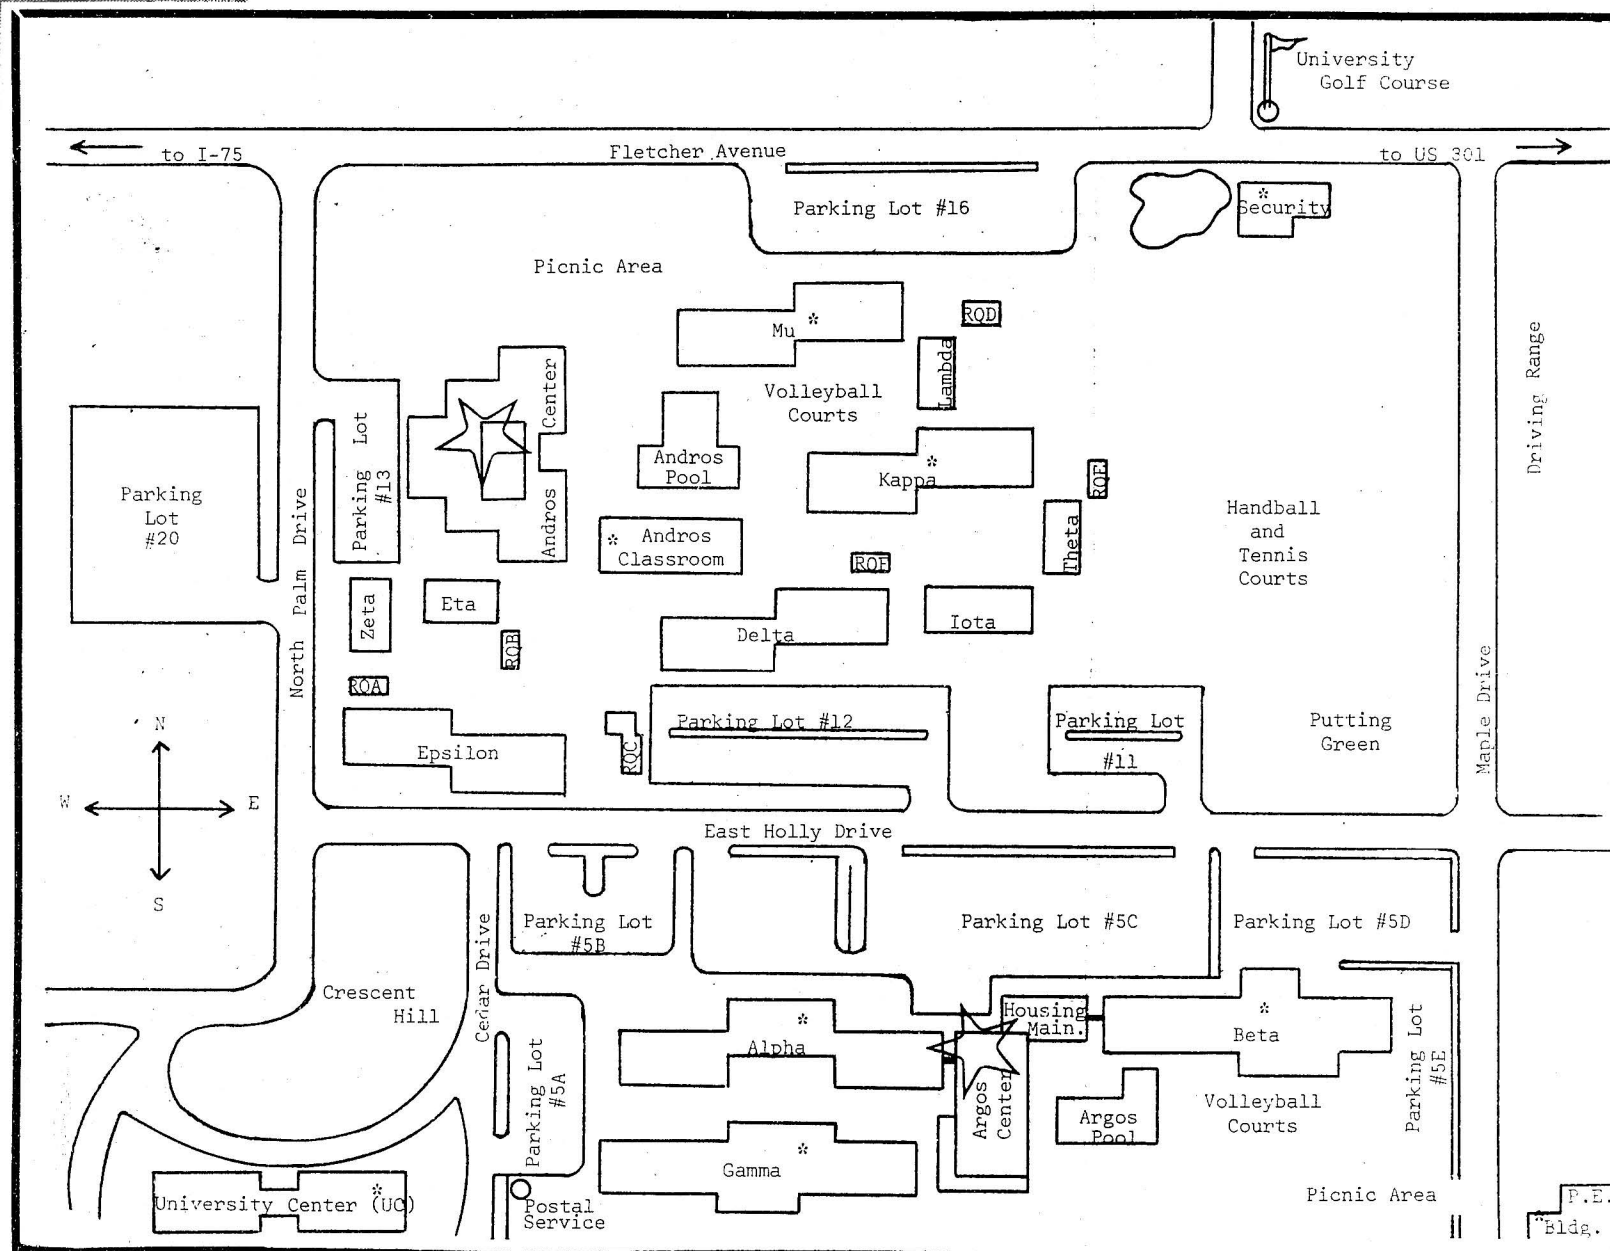 University
Golf Course
to I-75
Fletcher Avenue
to US 301
Parking Lot #16
* Security
Picnic Area
Mu *
RQD
Lambda
Volleyball
Courts
Andros Center
Parking Lot
#13
Andros
Pool
Kappa *
RQE
Driving Range
Parking
Lot
#20
North Palm Drive
* Andros
Classroom
RQF
Theta
Handball
and
Tennis
Courts
Zeta
Eta
Iota
Delta
RQB
RQA
Parking Lot #12
Parking Lot
#11
Putting
Green
Maple Drive
Epsilon
RQC
N
W
E
S
East Holly Drive
Parking Lot
#5B
Parking Lot #5C
Parking Lot #5D
Cedar Drive
Crescent
Hill
Housing
Main.
Alpha *
Beta *
Parking Lot
#5A
Argos
Center
Argos
Pool
Volleyball
Courts
Parking Lot
#5E
Gamma *
University Center (UC) *
Postal
Service
Picnic Area
P.E.
* Bldg.